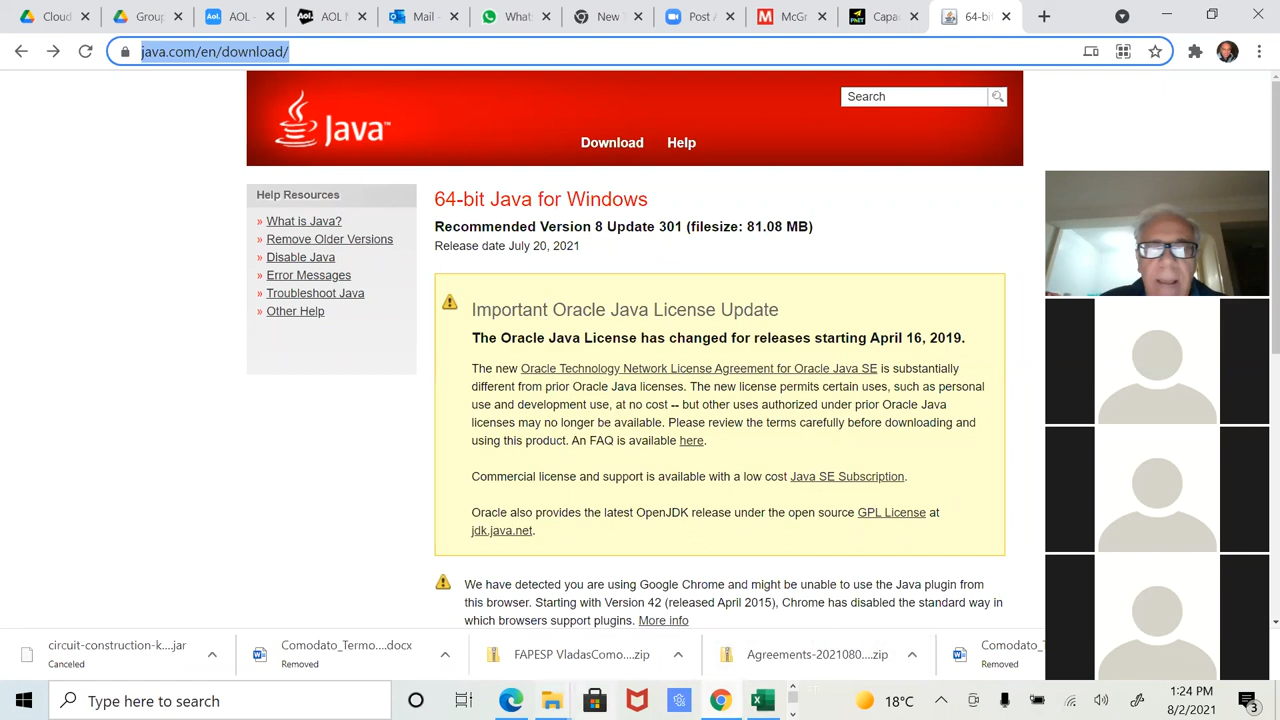 Cloud
Group
Aol. AOL
Aol. AOL
Mail -
What:
New T
Post A
McGr
Capac
64-bit
java.com/en/download/
Java™
Search
Download Help
Help Resources
» What is Java?
» Remove Older Versions
» Disable Java
» Error Messages
» Troubleshoot Java
» Other Help
64-bit Java for Windows
Recommended Version 8 Update 301 (filesize: 81.08 MB)
Release date July 20, 2021
Important Oracle Java License Update
The Oracle Java License has changed for releases starting April 16, 2019.
The new Oracle Technology Network License Agreement for Oracle Java SE is substantially
different from prior Oracle Java licenses. The new license permits certain uses, such as personal
use and development use, at no cost -- but other uses authorized under prior Oracle Java
licenses may no longer be available. Please review the terms carefully before downloading and
using this product. An FAQ is available here.
Commercial license and support is available with a low cost Java SE Subscription.
Oracle also provides the latest OpenJDK release under the open source GPL License at
jdk.java.net.
We have detected you are using Google Chrome and might be unable to use the Java plugin from
this browser. Starting with Version 42 (released April 2015), Chrome has disabled the standard way in
which browsers support plugins. More info
circuit-construction-k....jar
Canceled
Comodato_Termo....docx
Removed
FAPESP VladasComo....zip
Agreements-2021080....zip
Comodato_T
Removed
Type here to search
18°C
1:24 PM
8/2/2021
3